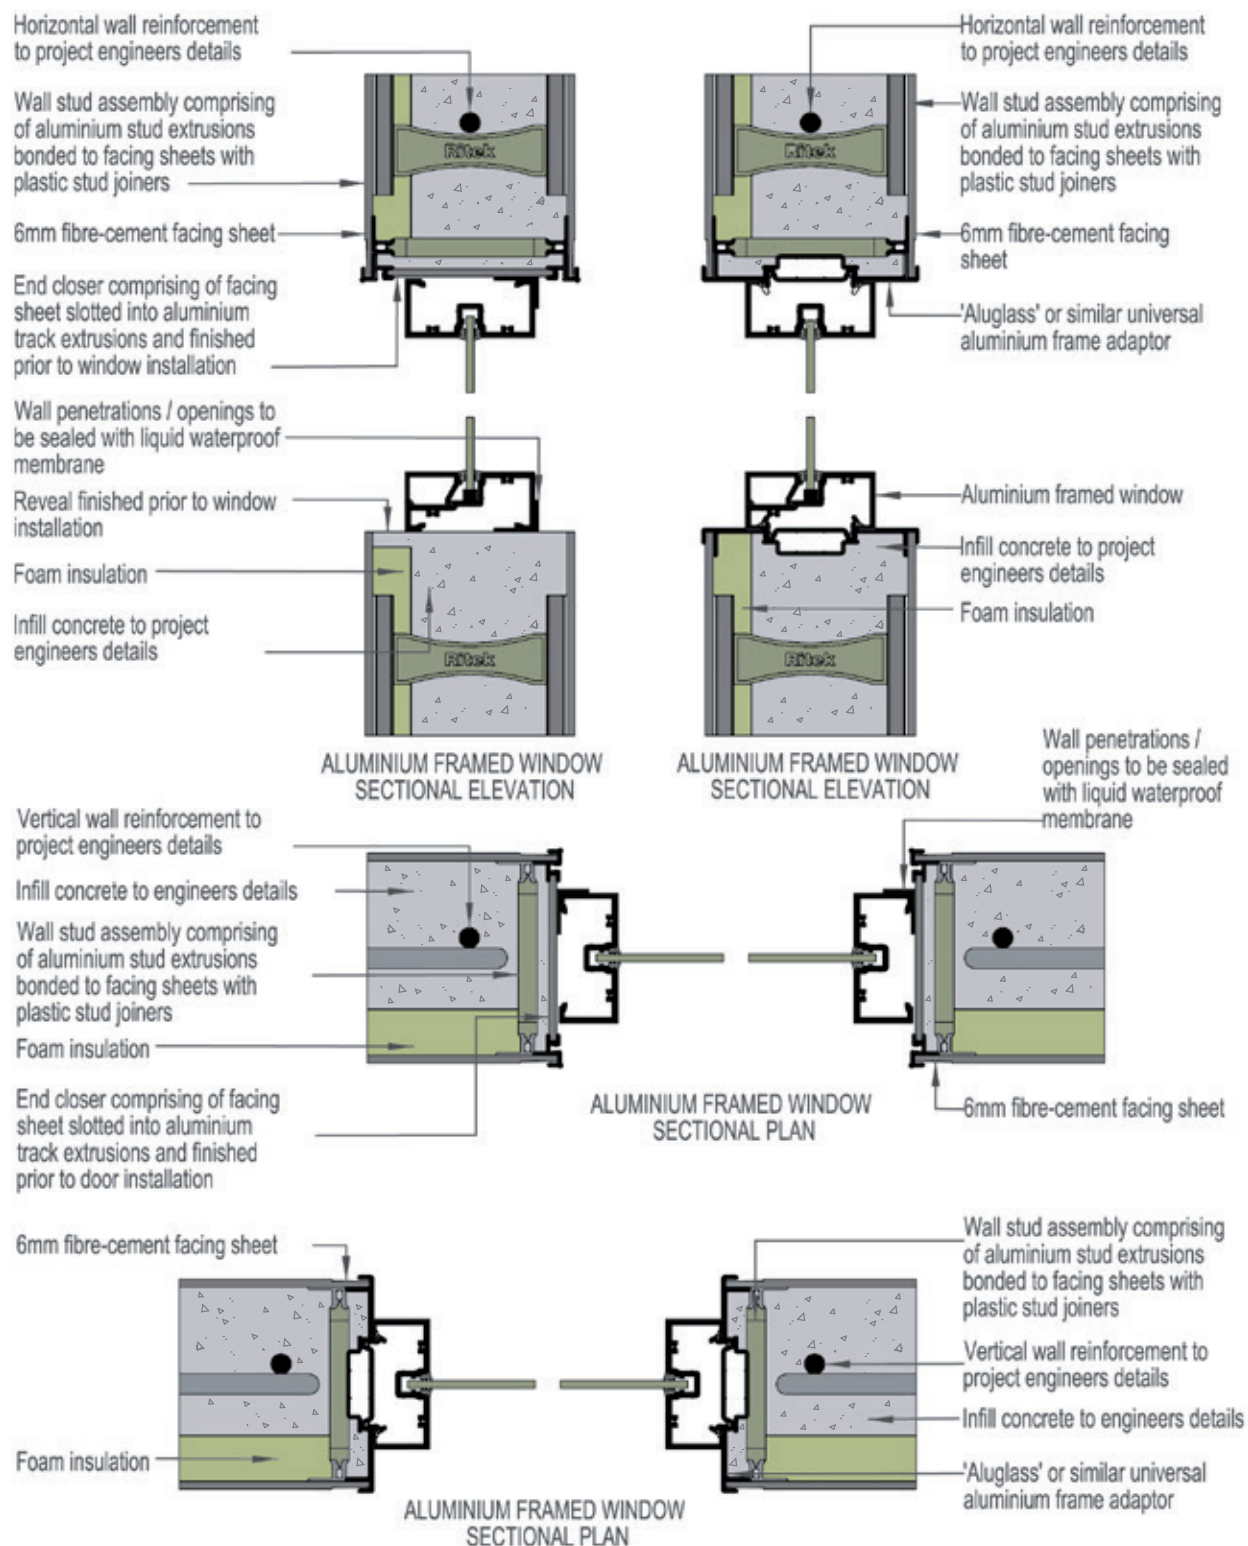 Horizontal wall reinforcement
to project engineers details
Wall stud assembly comprising
of aluminium stud extrusions
bonded to facing sheets with
plastic stud joiners
6mm fibre-cement facing sheet
End closer comprising of facing
sheet slotted into aluminium
track extrusions and finished
prior to window installation
Wall penetrations / openings to
be sealed with liquid waterproof
membrane
Reveal finished prior to window
installation
Foam insulation
Infill concrete to project
engineers details
Ritek
Ritek
ALUMINIUM FRAMED WINDOW
SECTIONAL ELEVATION
Horizontal wall reinforcement
to project engineers details
Wall stud assembly comprising
of aluminium stud extrusions
bonded to facing sheets with
plastic stud joiners
6mm fibre-cement facing
sheet
'Aluglass' or similar universal
aluminium frame adaptor
Aluminium framed window
Infill concrete to project
engineers details
Foam insulation
Ritek
Ritek
ALUMINIUM FRAMED WINDOW
SECTIONAL ELEVATION
Wall penetrations /
openings to be sealed
with liquid waterproof
membrane
Vertical wall reinforcement to
project engineers details
Infill concrete to engineers details
Wall stud assembly comprising
of aluminium stud extrusions
bonded to facing sheets with
plastic stud joiners
Foam insulation
End closer comprising of facing
sheet slotted into aluminium
track extrusions and finished
prior to door installation
ALUMINIUM FRAMED WINDOW
SECTIONAL PLAN
6mm fibre-cement facing sheet
6mm fibre-cement facing sheet
Foam insulation
Wall stud assembly comprising
of aluminium stud extrusions
bonded to facing sheets with
plastic stud joiners
Vertical wall reinforcement to
project engineers details
Infill concrete to engineers details
'Aluglass' or similar universal
aluminium frame adaptor
ALUMINIUM FRAMED WINDOW
SECTIONAL PLAN